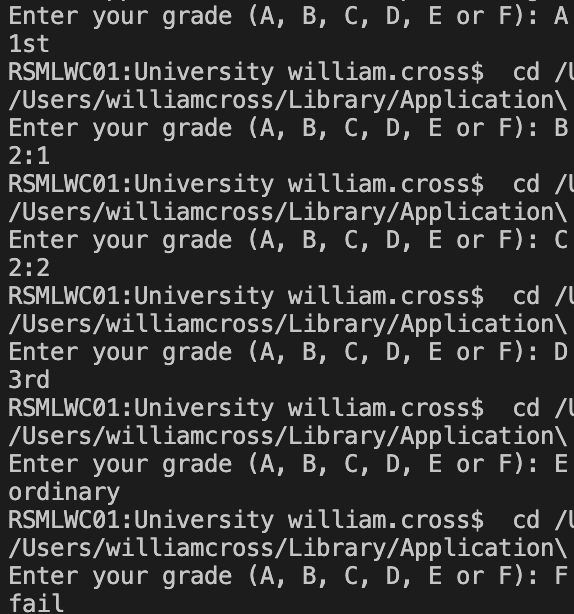 Enter your grade (A, B, C, D, E or F): A
1st
RSMLWC01:University william.cross$  cd /U
/Users/williamcross/Library/Application\
Enter your grade (A, B, C, D, E or F): B
2:1
RSMLWC01:University william.cross$  cd /U
/Users/williamcross/Library/Application\
Enter your grade (A, B, C, D, E or F): C
2:2
RSMLWC01:University william.cross$  cd /U
/Users/williamcross/Library/Application\
Enter your grade (A, B, C, D, E or F): D
3rd
RSMLWC01:University william.cross$  cd /U
/Users/williamcross/Library/Application\
Enter your grade (A, B, C, D, E or F): E
ordinary
RSMLWC01:University william.cross$  cd /U
/Users/williamcross/Library/Application\
Enter your grade (A, B, C, D, E or F): F
fail